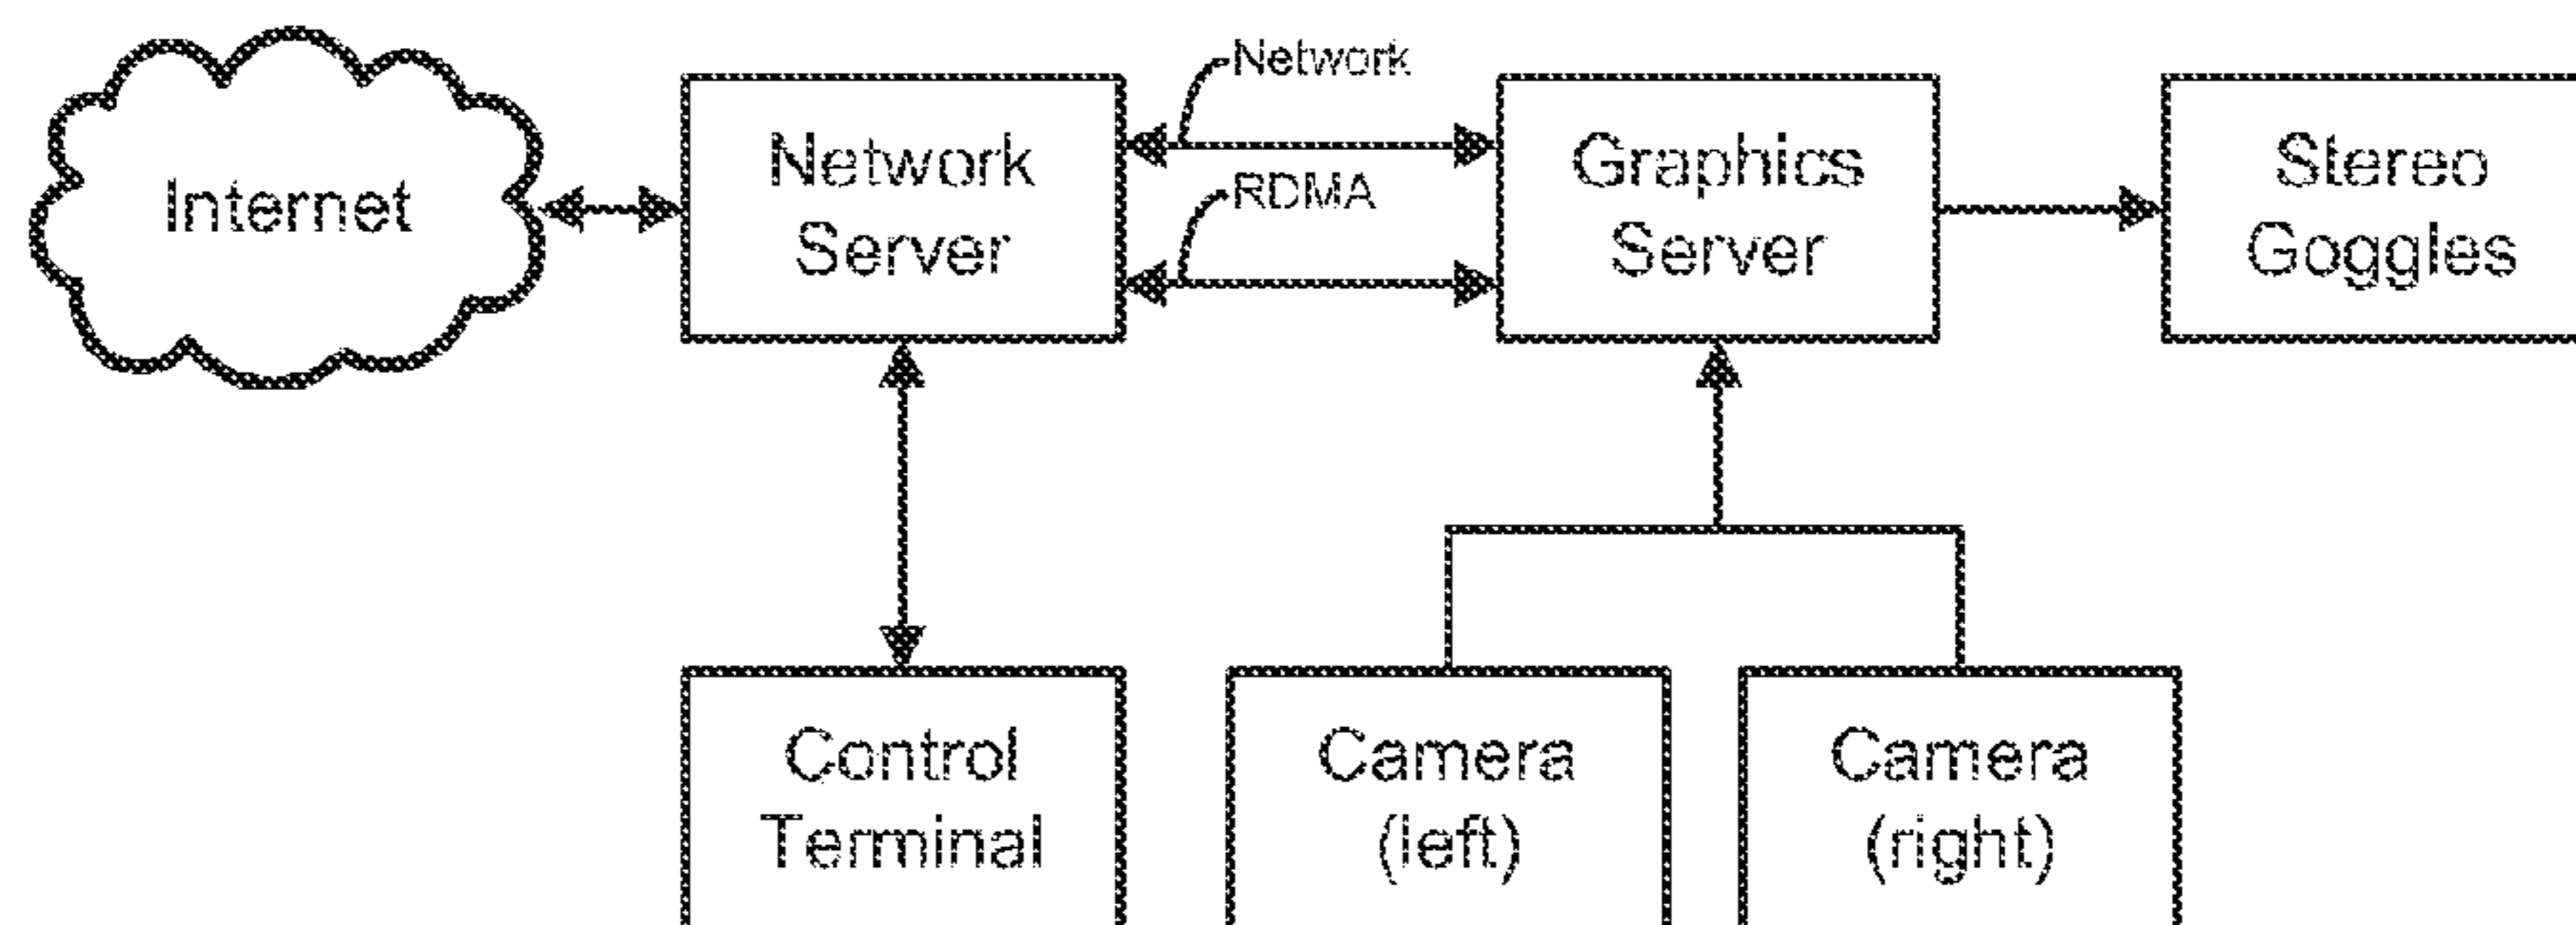 Network
Internet
Network
Server
RDMA
Graphics
Server
Stereo
Goggles
Control
Terminal
Camera
(left)
Camera
(right)